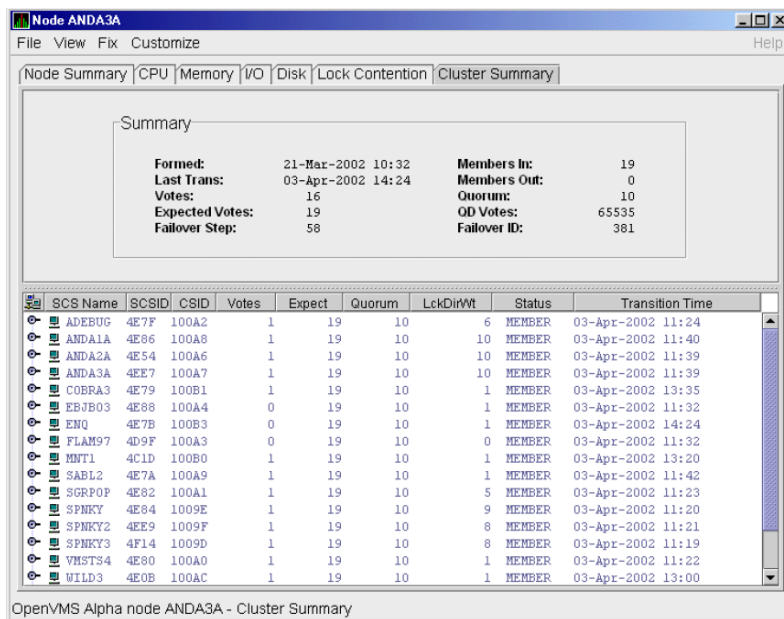 Node ANDA3A
File View Fix Customize Help
Node Summary CPU Memory I/O Disk Lock Contention Cluster Summary
Summary
Formed: 21-Mar-2002 10:32 Members In: 19
Last Trans: 03-Apr-2002 14:24 Members Out: 0
Votes: 16 Quorum: 10
Expected Votes: 19 QD Votes: 65535
Failover Step: 58 Failover ID: 381
SCS Name SCSID CSID Votes Expect Quorum LckDirWt Status Transition Time
ADEBUG 4E7F 100A2 1 19 10 6 MEMBER 03-Apr-2002 11:24
ANDA1A 4E86 100A8 1 19 10 10 MEMBER 03-Apr-2002 11:40
ANDA2A 4E54 100A6 1 19 10 10 MEMBER 03-Apr-2002 11:39
ANDA3A 4EE7 100A7 1 19 10 10 MEMBER 03-Apr-2002 11:39
COBRA3 4E79 100B1 1 19 10 1 MEMBER 03-Apr-2002 13:35
EBJB03 4E88 100A4 0 19 10 1 MEMBER 03-Apr-2002 11:32
ENQ 4E7B 100B3 0 19 10 1 MEMBER 03-Apr-2002 14:24
FLAM97 4D9F 100A3 0 19 10 0 MEMBER 03-Apr-2002 11:32
MNT1 4C1D 100B0 1 19 10 1 MEMBER 03-Apr-2002 13:20
SABL2 4E7A 100A9 1 19 10 1 MEMBER 03-Apr-2002 11:42
SGRPOP 4E82 100A1 1 19 10 5 MEMBER 03-Apr-2002 11:23
SPNKY 4E84 1009E 1 19 10 9 MEMBER 03-Apr-2002 11:20
SPNKY2 4EE9 1009F 1 19 10 8 MEMBER 03-Apr-2002 11:21
SPNKY3 4F14 1009D 1 19 10 8 MEMBER 03-Apr-2002 11:19
VMSTS4 4E80 100A0 1 19 10 1 MEMBER 03-Apr-2002 11:22
WILD3 4E0B 100AC 1 19 10 1 MEMBER 03-Apr-2002 13:00
OpenVMS Alpha node ANDA3A - Cluster Summary